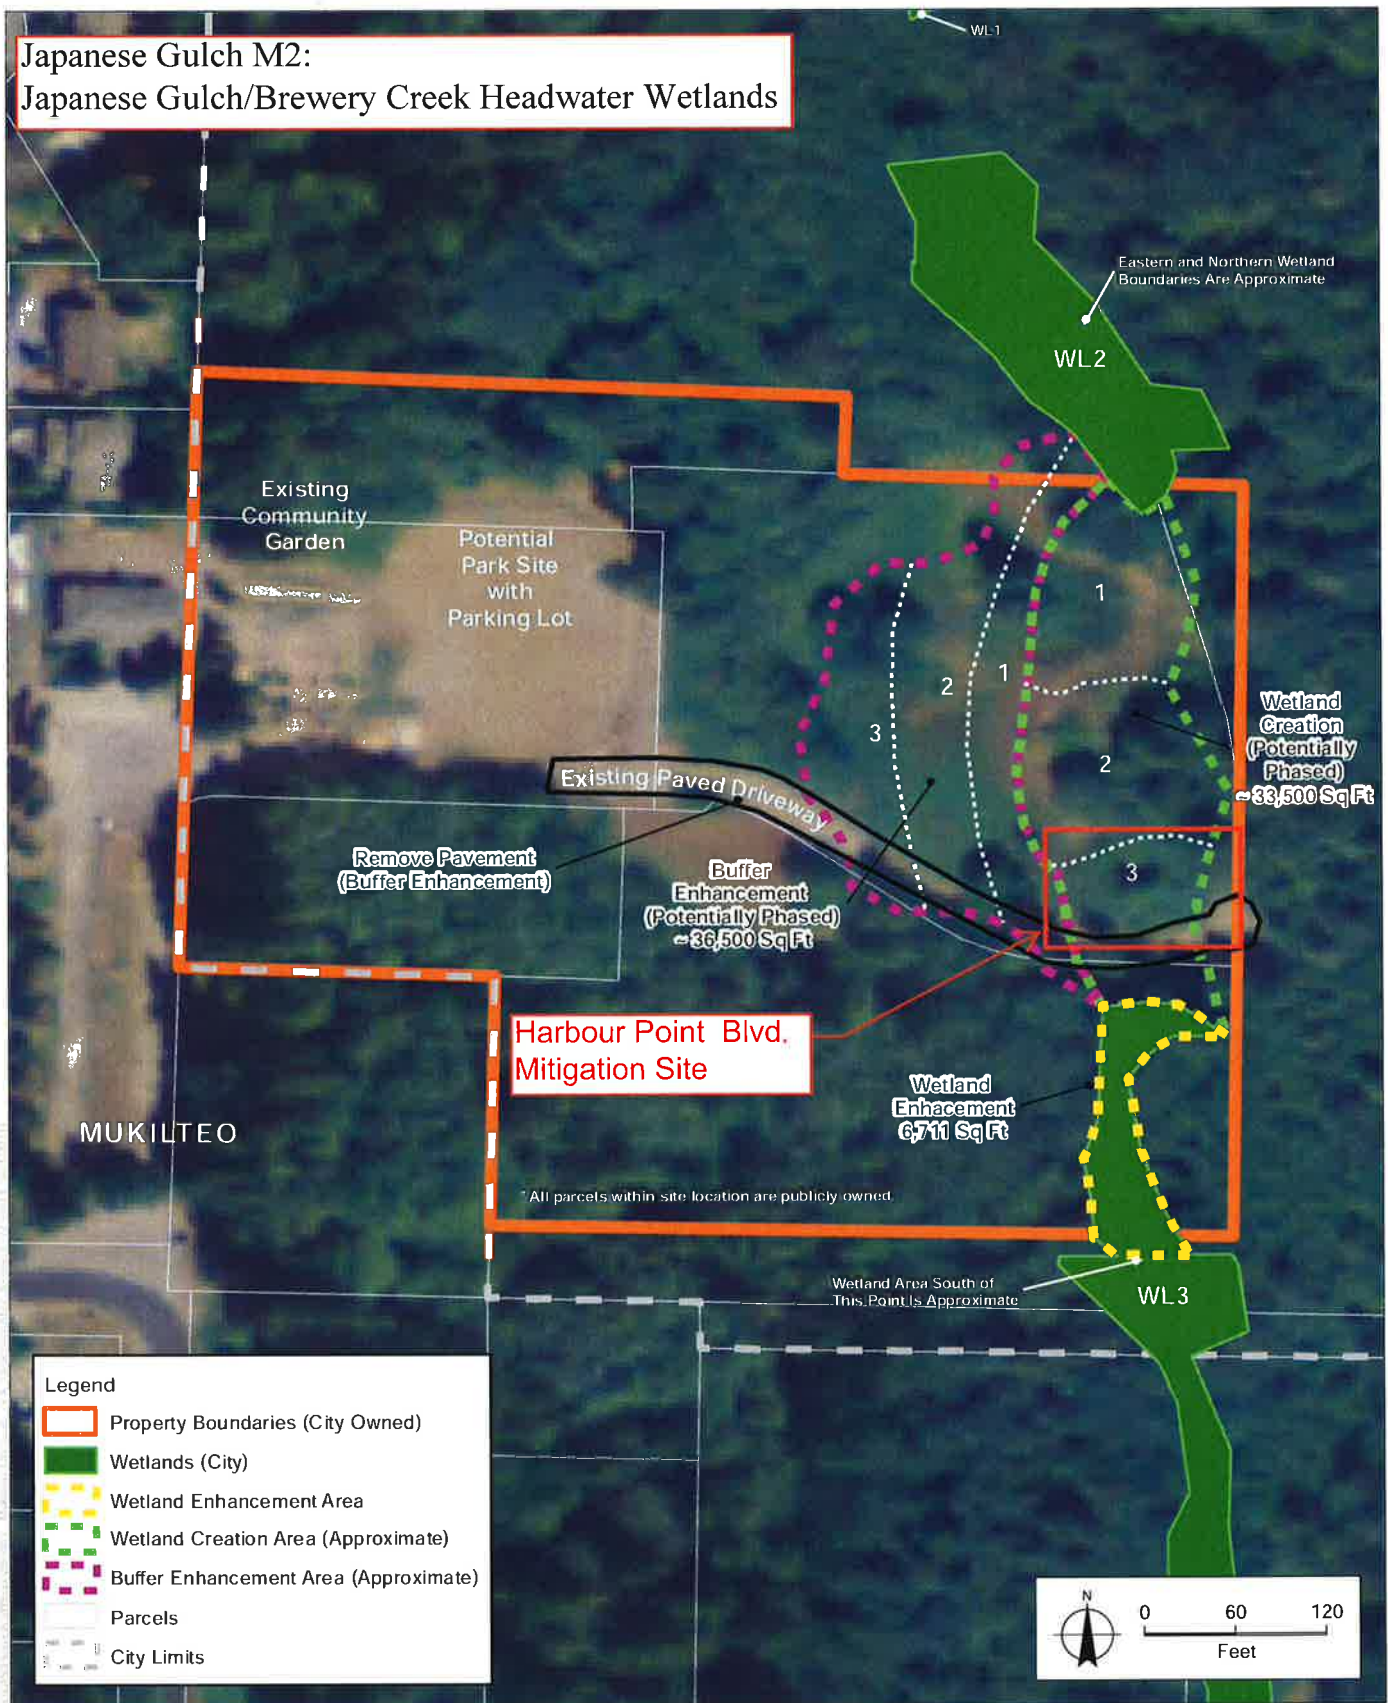 WL1
Japanese Gulch M2:
Japanese Gulch/Brewery Creek Headwater Wetlands
Eastern and Northern Wetland
Boundaries Are Approximate
WL2
Existing
Community
Garden
Potential
Park Site
with
Parking Lot
1
1
2
3
2
3
Wetland
Creation
(Potentially
Phased)
~33,500 Sq Ft
Existing Paved Driveway
Remove Pavement
(Buffer Enhancement)
Buffer
Enhancement
(Potentially Phased)
~36,500 Sq Ft
Harbour Point Blvd.
Mitigation Site
Wetland
Enhacement
6,711 Sq Ft
MUKILTEO
*All parcels within site location are publicly owned.
Wetland Area South of
This Point Is Approximate
WL3
Legend
Property Boundaries (City Owned)
Wetlands (City)
Wetland Enhancement Area
Wetland Creation Area (Approximate)
Buffer Enhancement Area (Approximate)
Parcels
City Limits
N
0 60 120
Feet